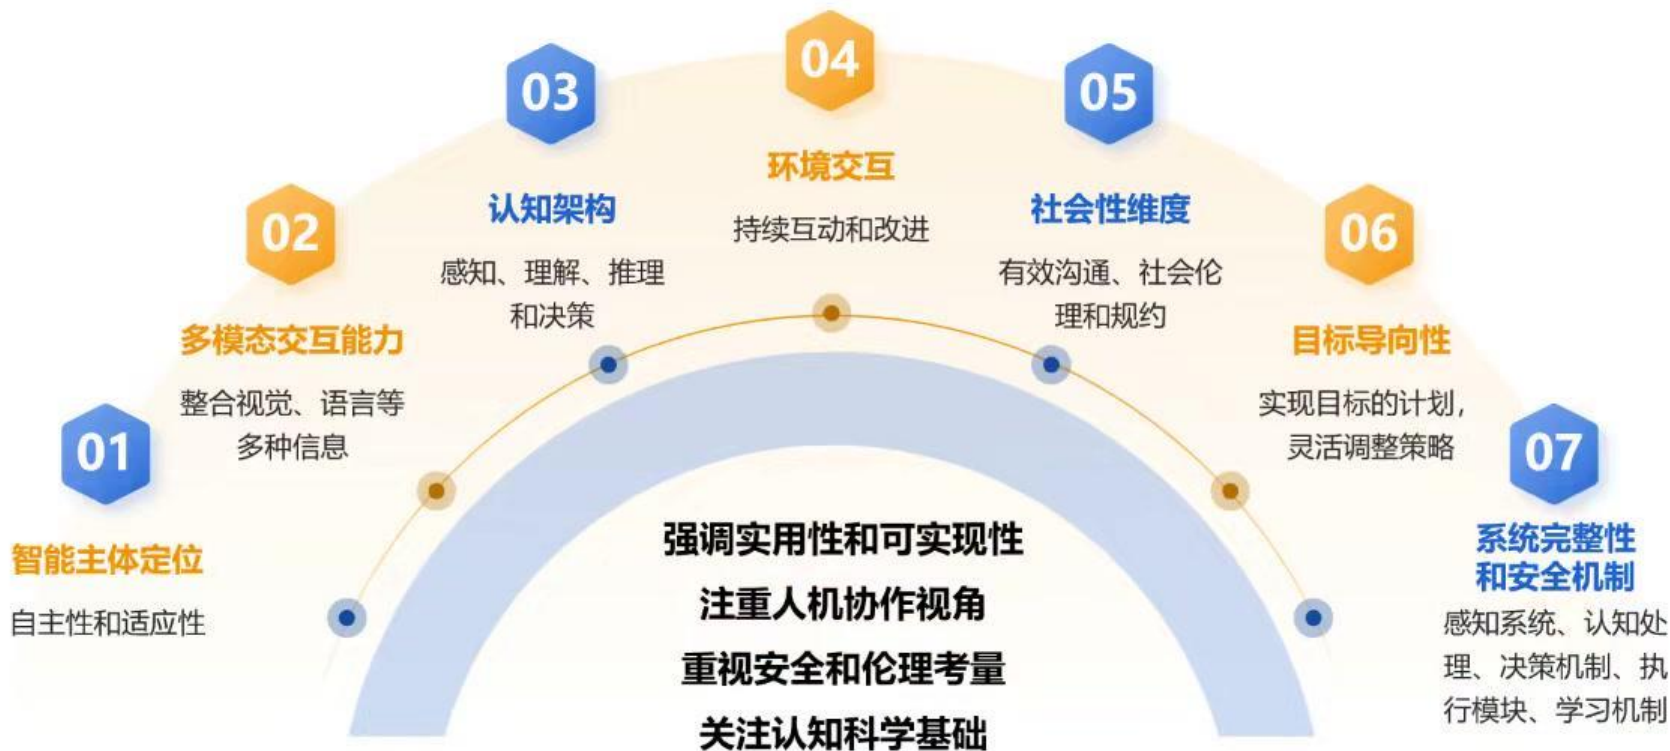 01
智能主体定位
自主性和适应性
02
多模态交互能力
整合视觉、语言等
多种信息
03
认知架构
感知、理解、推理
和决策
04
环境交互
持续互动和改进
05
社会性维度
有效沟通、社会伦
理和规约
06
目标导向性
实现目标的计划，
灵活调整策略
07
系统完整性
和安全机制
感知系统、认知处
理、决策机制、执
行模块、学习机制
强调实用性和可实现性
注重人机协作视角
重视安全和伦理考量
关注认知科学基础